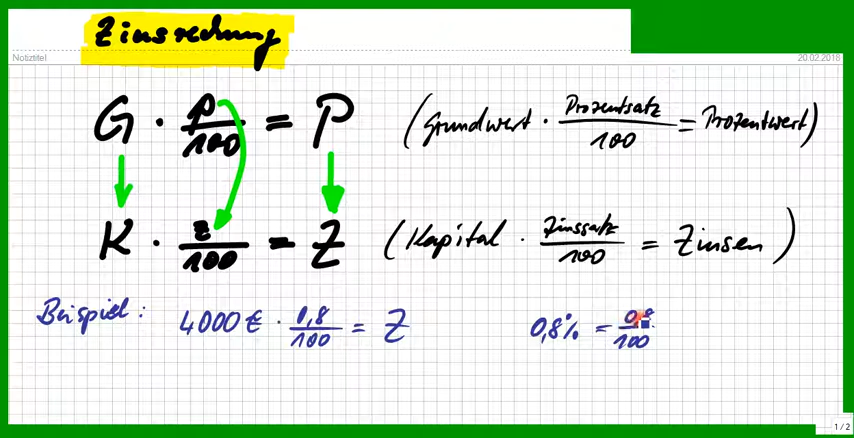 Zinsrechnung
Notiztitel 20.02.2018
G · p/100 = P (Grundwert · Prozentsatz/100 = Prozentwert)
K · z/100 = Z (Kapital · Zinssatz/100 = Zinsen)
Beispiel: 4000€ · 0,8/100 = Z 0,8% = 0,8/100
1 / 2